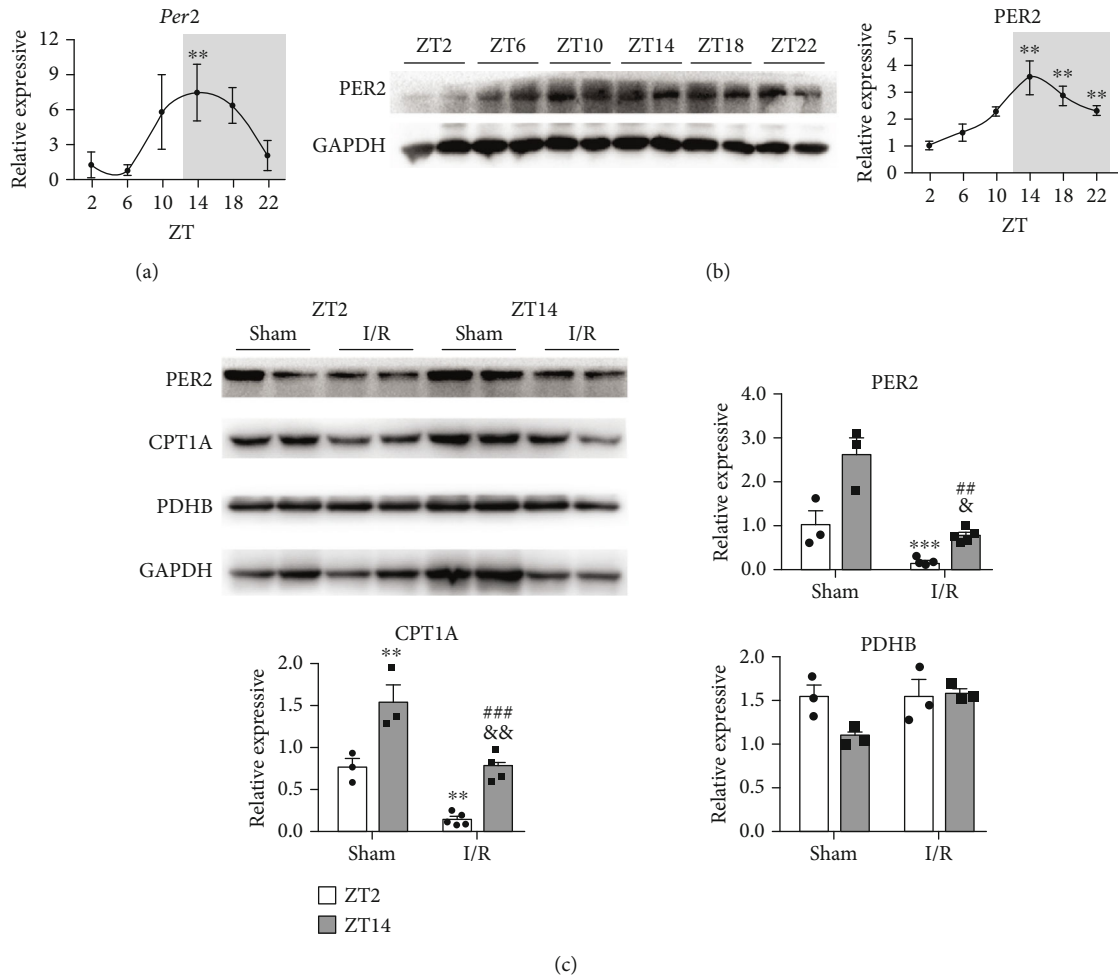 Per2
Relative expressive
12
9
6
3
0
**
2 6 10 14 18 22
ZT
(a)
ZT2 ZT6 ZT10 ZT14 ZT18 ZT22
PER2
GAPDH
PER2
Relative expressive
5
4
3
2
1
0
** ** **
2 6 10 14 18 22
ZT
(b)
ZT2 ZT14
Sham I/R Sham I/R
PER2
CPT1A
PDHB
GAPDH
PER2
Relative expressive
4.0
3.0
2.0
1.0
0.0
***
##
&
Sham I/R
CPT1A
Relative expressive
2.0
1.5
1.0
0.5
0.0
**
**
###
&&
Sham I/R
ZT2
ZT14
PDHB
Relative expressive
2.0
1.5
1.0
0.5
0.0
Sham I/R
(c)